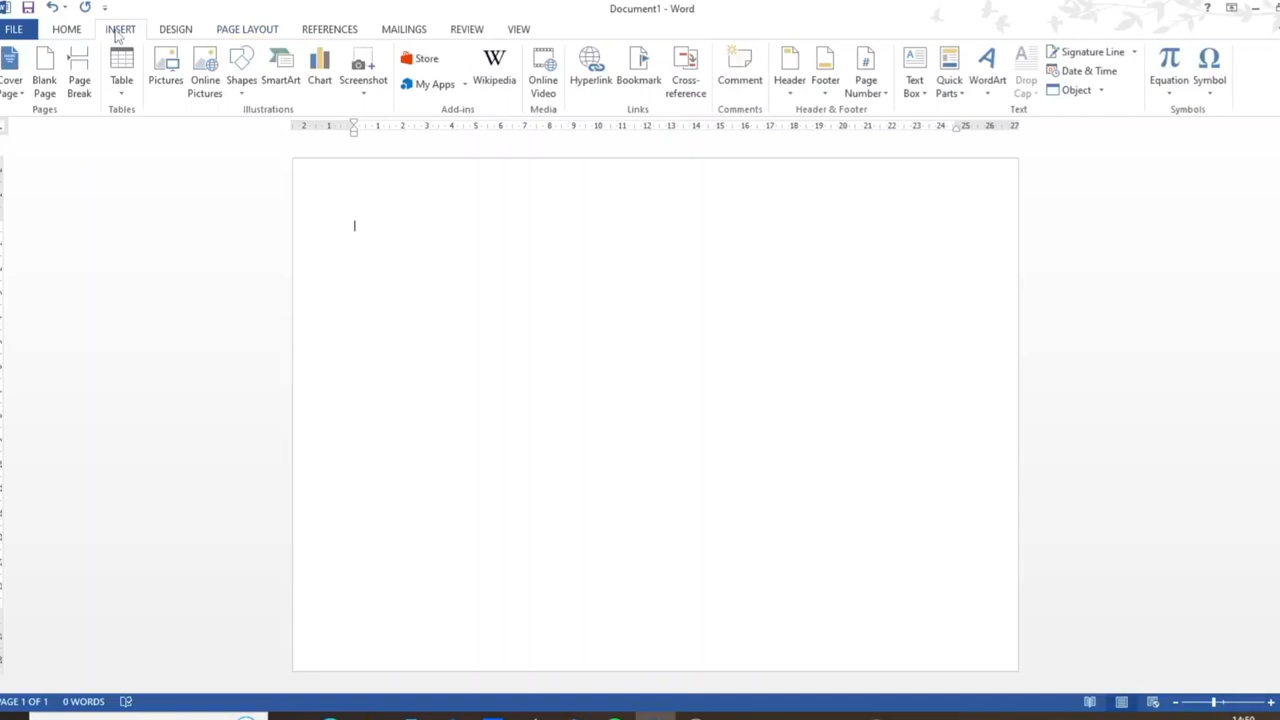 Document1 - Word
?
FILE
HOME
INSERT
DESIGN
PAGE LAYOUT
REFERENCES
MAILINGS
REVIEW
VIEW
Cover
Page
Blank
Page
Page
Break
Pages
Table
Tables
Pictures
Online
Pictures
Shapes
SmartArt
Chart
Screenshot
Illustrations
Store
My Apps
W
Wikipedia
Add-ins
Online
Video
Media
Hyperlink
Bookmark
Cross-
reference
Links
Comment
Comments
Header
Footer
#
Page
Number
Header & Footer
A
Text
Box
Quick
Parts
A
WordArt
A
Drop
Cap
Signature Line
Date & Time
Object
Text
π
Equation
Ω
Symbol
Symbols
2 1 1 2 3 4 5 6 7 8 9 10 11 12 13 14 15 16 17 18 19 20 21 22 23 24 25 26 27
PAGE 1 OF 1
0 WORDS